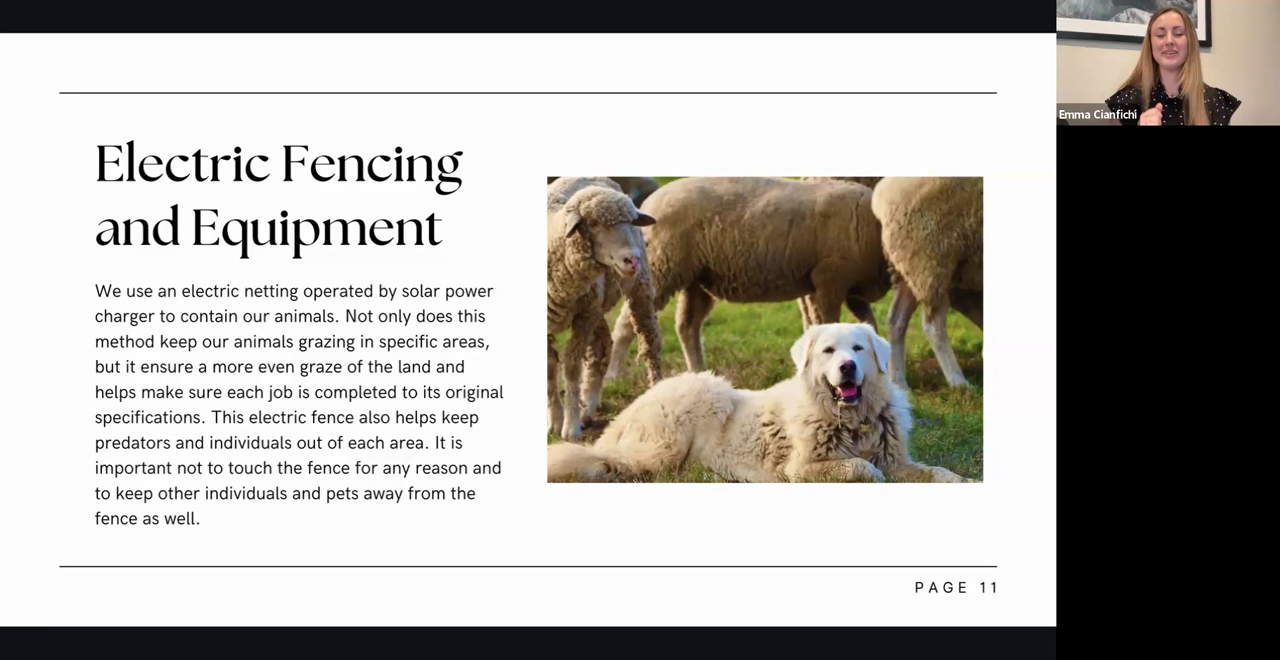 Electric Fencing
and Equipment
We use an electric netting operated by solar power
charger to contain our animals. Not only does this
method keep our animals grazing in specific areas,
but it ensure a more even graze of the land and
helps make sure each job is completed to its original
specifications. This electric fence also helps keep
predators and individuals out of each area. It is
important not to touch the fence for any reason and
to keep other individuals and pets away from the
fence as well.
PAGE 11
Emma Cianfichi